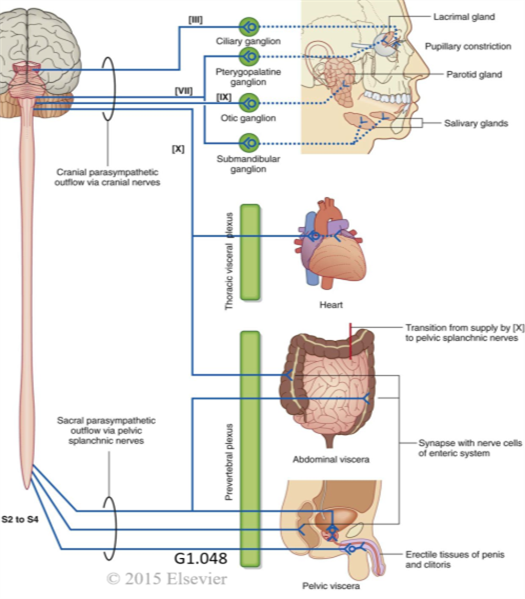 [III]
Ciliary ganglion
Lacrimal gland
Pupillary constriction
Pterygopalatine
ganglion
Parotid gland
[VII]
[IX]
Otic ganglion
Salivary glands
[X]
Submandibular
ganglion
Cranial parasympathetic
outflow via cranial nerves
Thoracic visceral plexus
Heart
Transition from supply by [X]
to pelvic splanchnic nerves
Prevertebral plexus
Sacral parasympathetic
outflow via pelvic
splanchnic nerves
Abdominal viscera
Synapse with nerve cells
of enteric system
S2 to S4
G1.048
© 2015 Elsevier
Erectile tissues of penis
and clitoris
Pelvic viscera